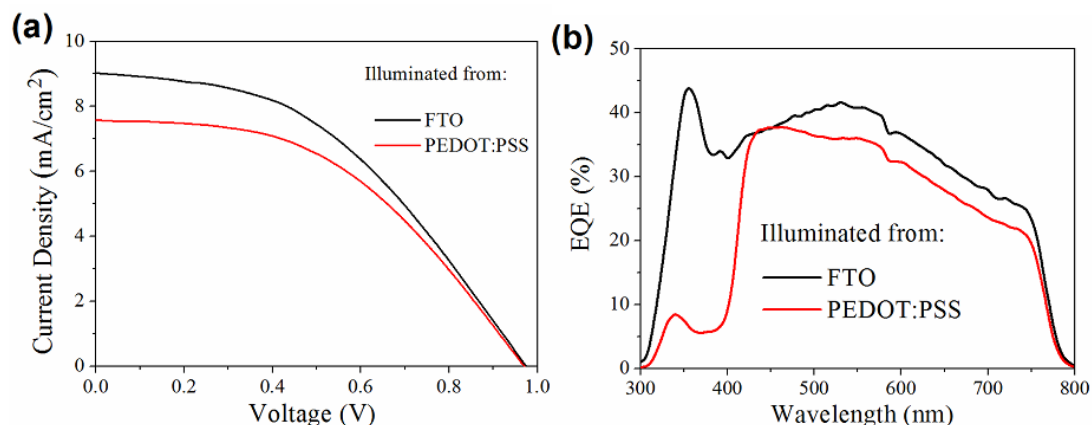 (a)
10
8
6
4
2
0
Current Density (mA/cm²)
0.0 0.2 0.4 0.6 0.8 1.0
Voltage (V)
Illuminated from:
FTO
PEDOT:PSS
(b)
50
40
30
20
10
0
EQE (%)
300 400 500 600 700 800
Wavelength (nm)
Illuminated from:
FTO
PEDOT:PSS